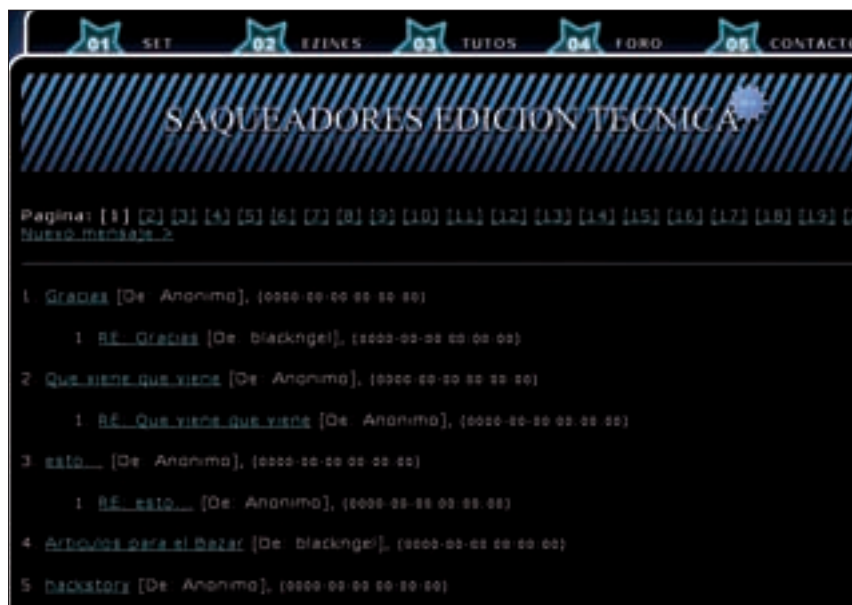 01 SET 02 EZINES 03 TUTOS 04 FORO 05 CONTACTO
SAQUEADORES EDICION TECNICA
Pagina: [1] [2] [3] [4] [5] [6] [7] [8] [9] [10] [11] [12] [13] [14] [15] [16] [17] [18] [19] [
Nuevo mensaje >
1. Gracias [De: Anonimo], (0000-00-00 00:00:00)
1. RE: Gracias [De: blackngel], (0000-00-00 00:00:00)
2. Que viene que viene [De: Anonimo], (0000-00-00 00:00:00)
1. RE: Que viene que viene [De: Anonimo], (0000-00-00 00:00:00)
3. esto... [De: Anonimo], (0000-00-00 00:00:00)
1. RE: esto... [De: Anonimo], (0000-00-00 00:00:00)
4. Articulos para el Bazar [De: blackngel], (0000-00-00 00:00:00)
5. hackstory [De: Anonimo], (0000-00-00 00:00:00)